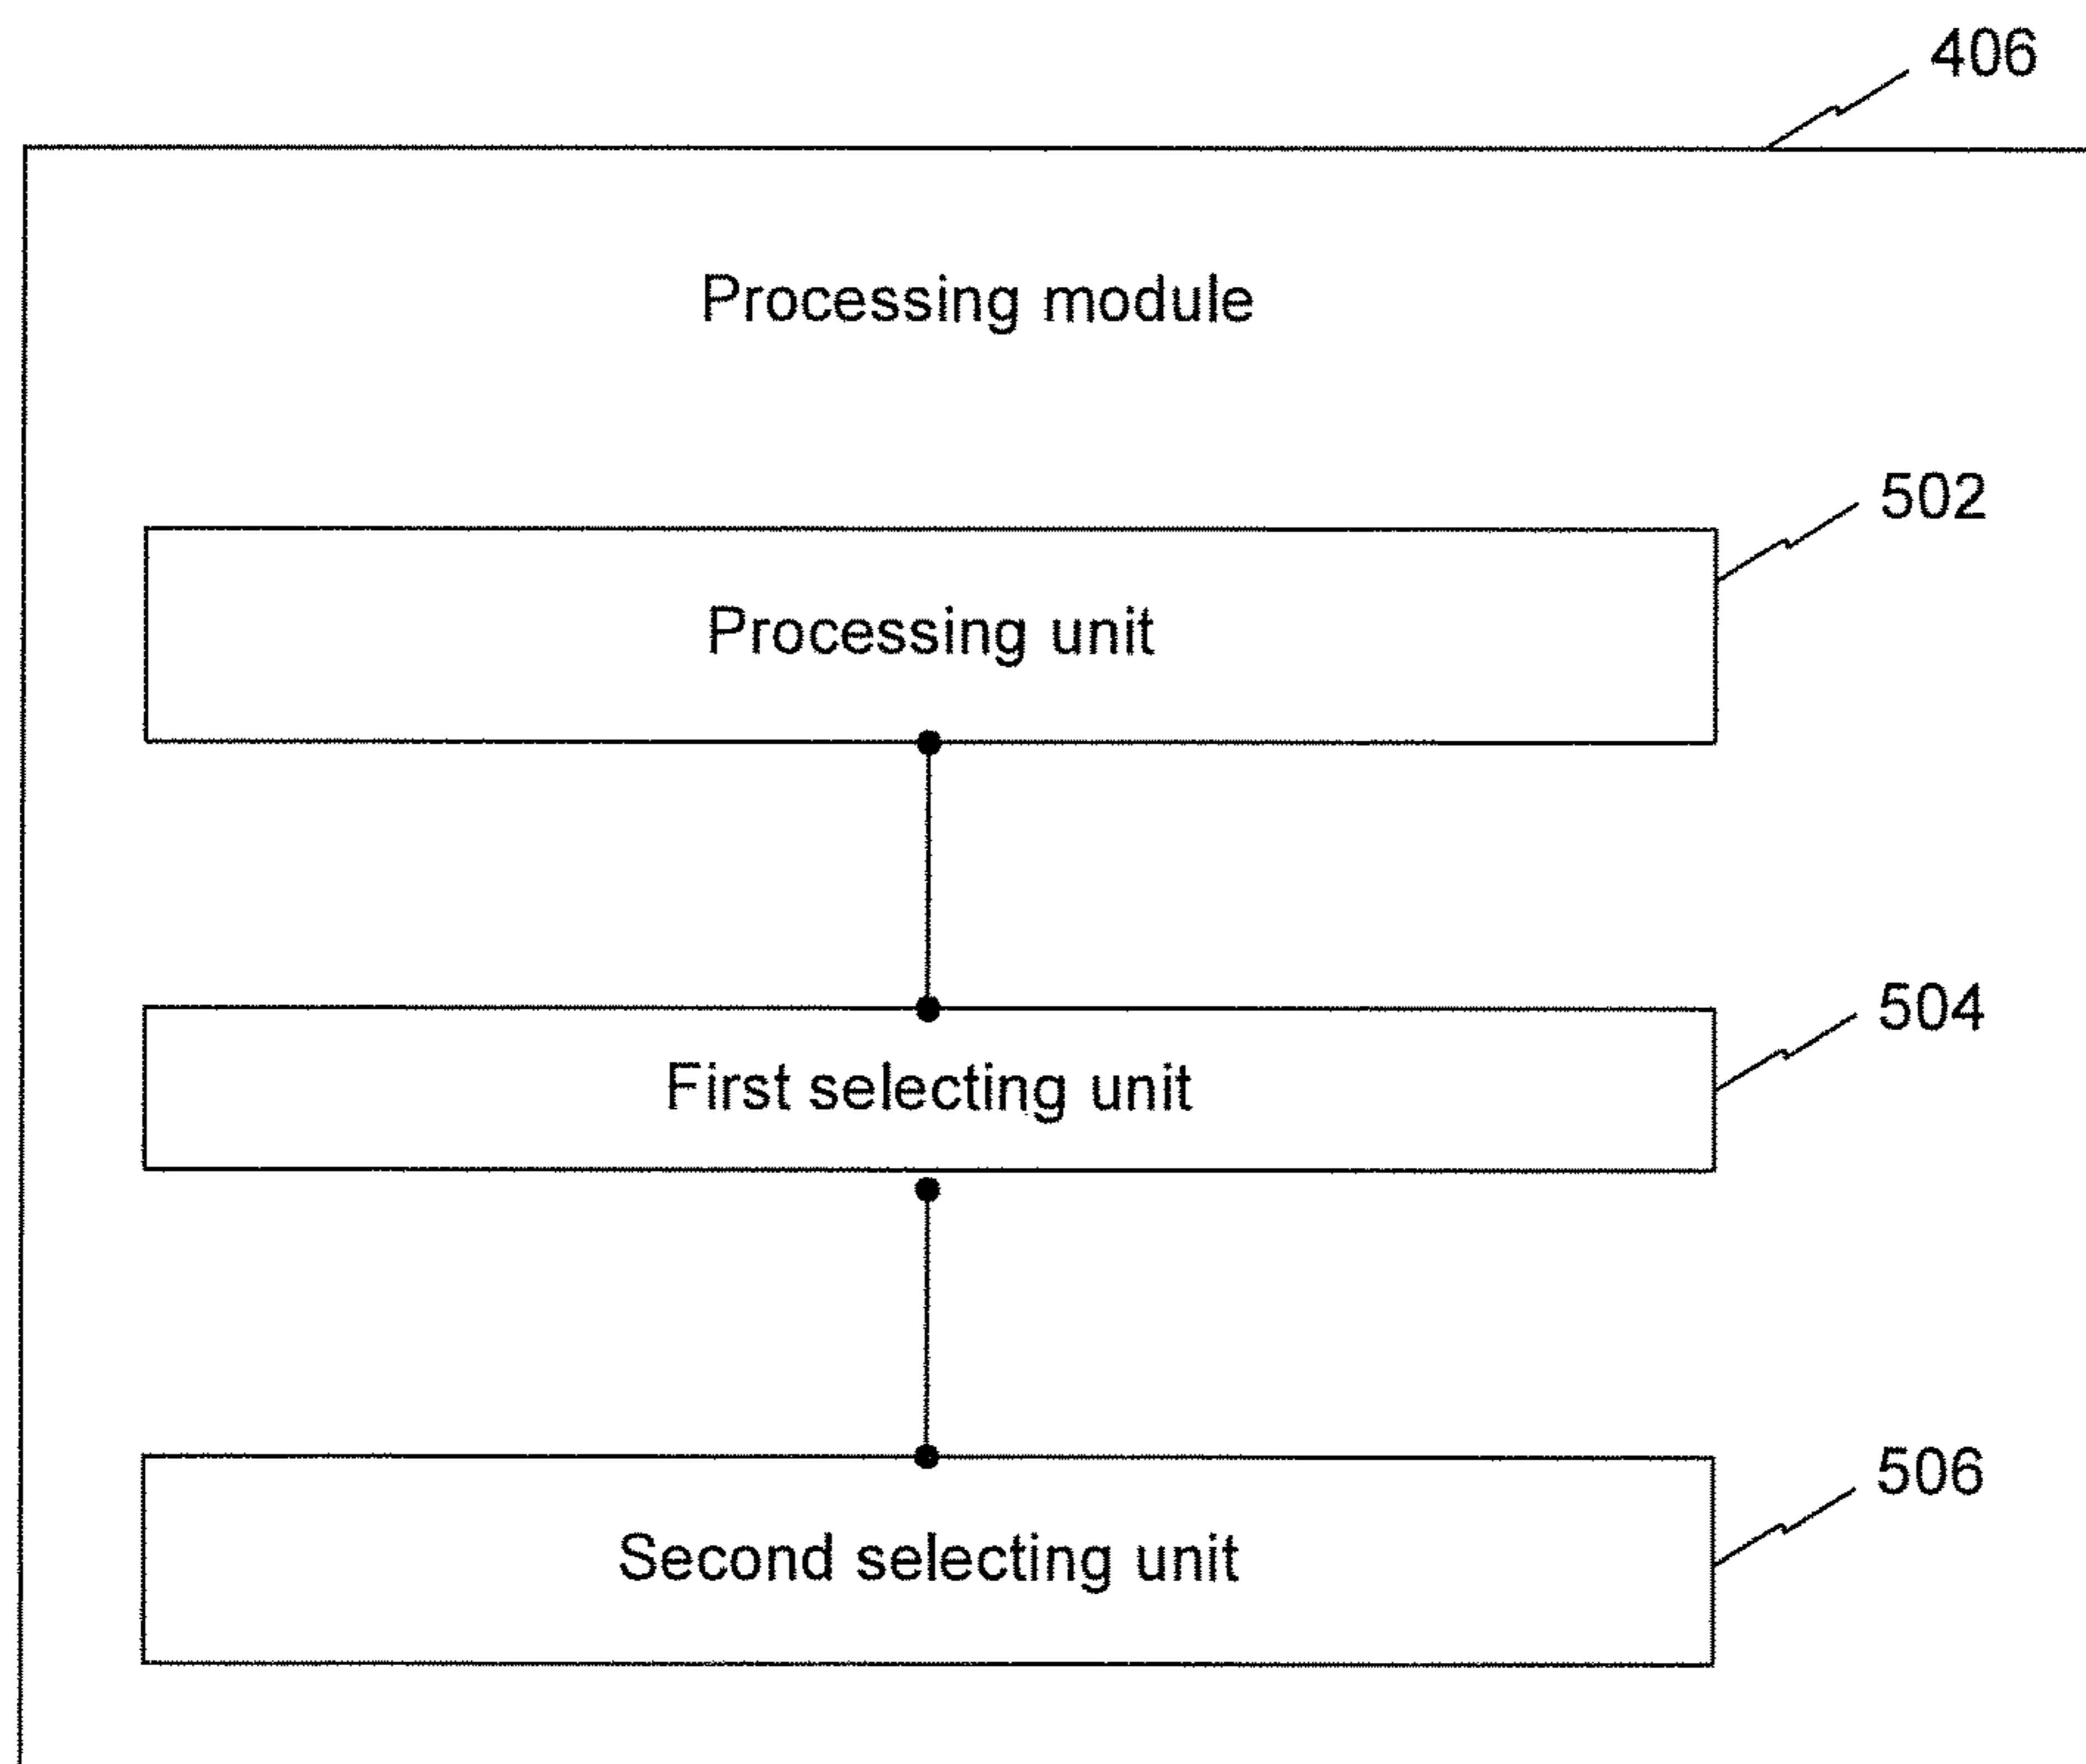 406
Processing module
502
Processing unit
504
First selecting unit
506
Second selecting unit